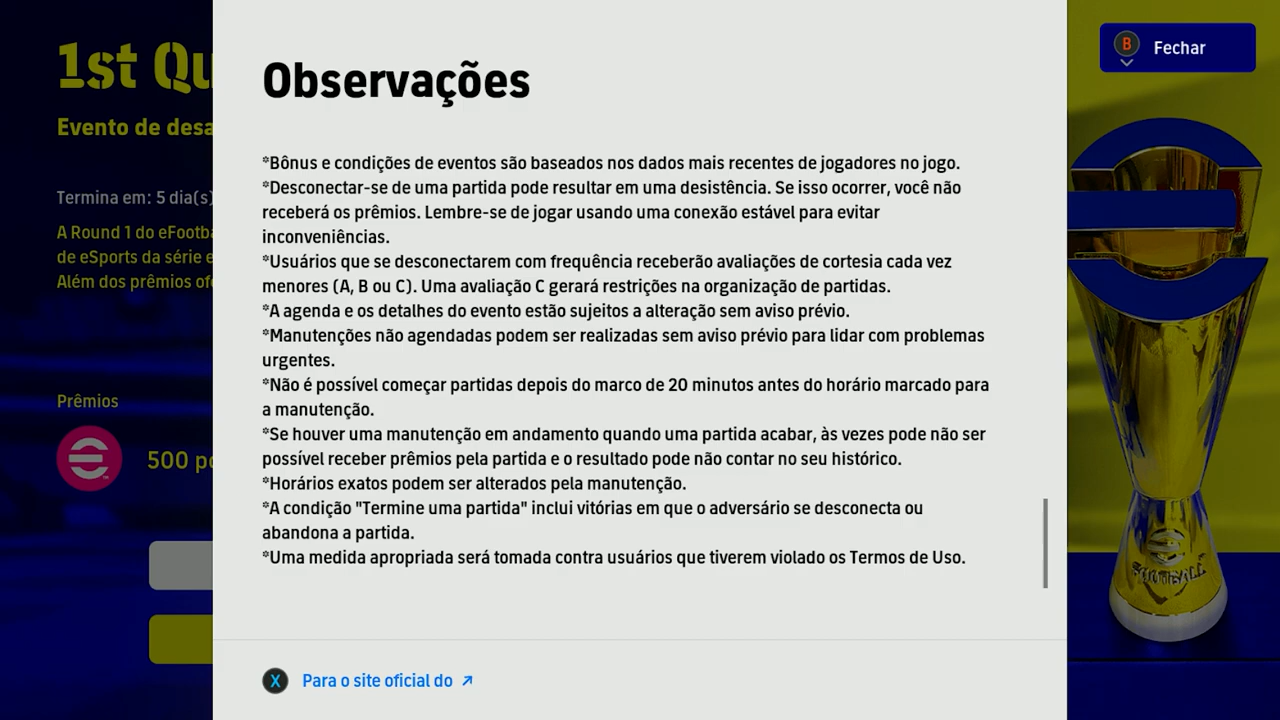 1st Qu
Evento de desa
Termina em: 5 dia(s)
A Round 1 do eFootba
de eSports da série e
Além dos prêmios ofe
Prêmios
500 po
Observações
*Bônus e condições de eventos são baseados nos dados mais recentes de jogadores no jogo.
*Desconectar-se de uma partida pode resultar em uma desistência. Se isso ocorrer, você não
receberá os prêmios. Lembre-se de jogar usando uma conexão estável para evitar
inconveniências.
*Usuários que se desconectarem com frequência receberão avaliações de cortesia cada vez
menores (A, B ou C). Uma avaliação C gerará restrições na organização de partidas.
*A agenda e os detalhes do evento estão sujeitos a alteração sem aviso prévio.
*Manutenções não agendadas podem ser realizadas sem aviso prévio para lidar com problemas
urgentes.
*Não é possível começar partidas depois do marco de 20 minutos antes do horário marcado para
a manutenção.
*Se houver uma manutenção em andamento quando uma partida acabar, às vezes pode não ser
possível receber prêmios pela partida e o resultado pode não contar no seu histórico.
*Horários exatos podem ser alterados pela manutenção.
*A condição "Termine uma partida" inclui vitórias em que o adversário se desconecta ou
abandona a partida.
*Uma medida apropriada será tomada contra usuários que tiverem violado os Termos de Uso.
X Para o site oficial do
B Fechar